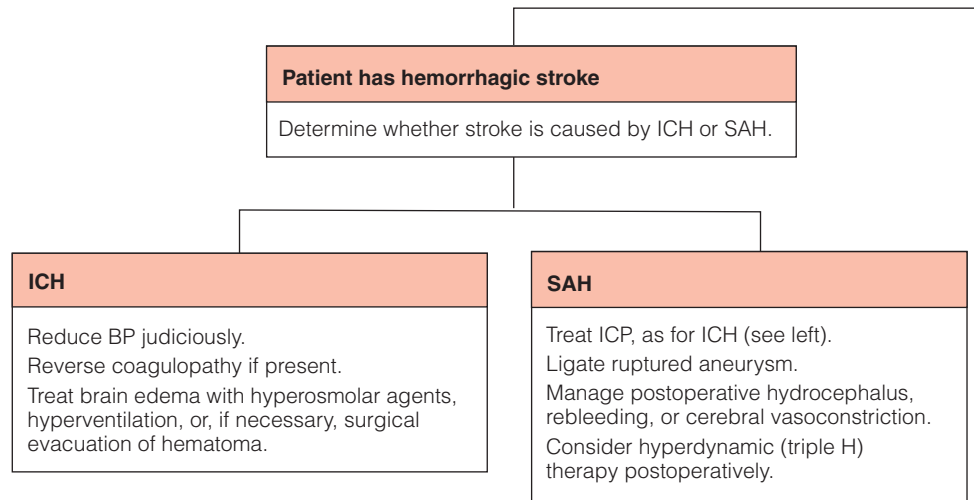 Patient has hemorrhagic stroke
Determine whether stroke is caused by ICH or SAH.
ICH
Reduce BP judiciously.
Reverse coagulopathy if present.
Treat brain edema with hyperosmolar agents,
hyperventilation, or, if necessary, surgical
evacuation of hematoma.
SAH
Treat ICP, as for ICH (see left).
Ligate ruptured aneurysm.
Manage postoperative hydrocephalus,
rebleeding, or cerebral vasoconstriction.
Consider hyperdynamic (triple H)
therapy postoperatively.